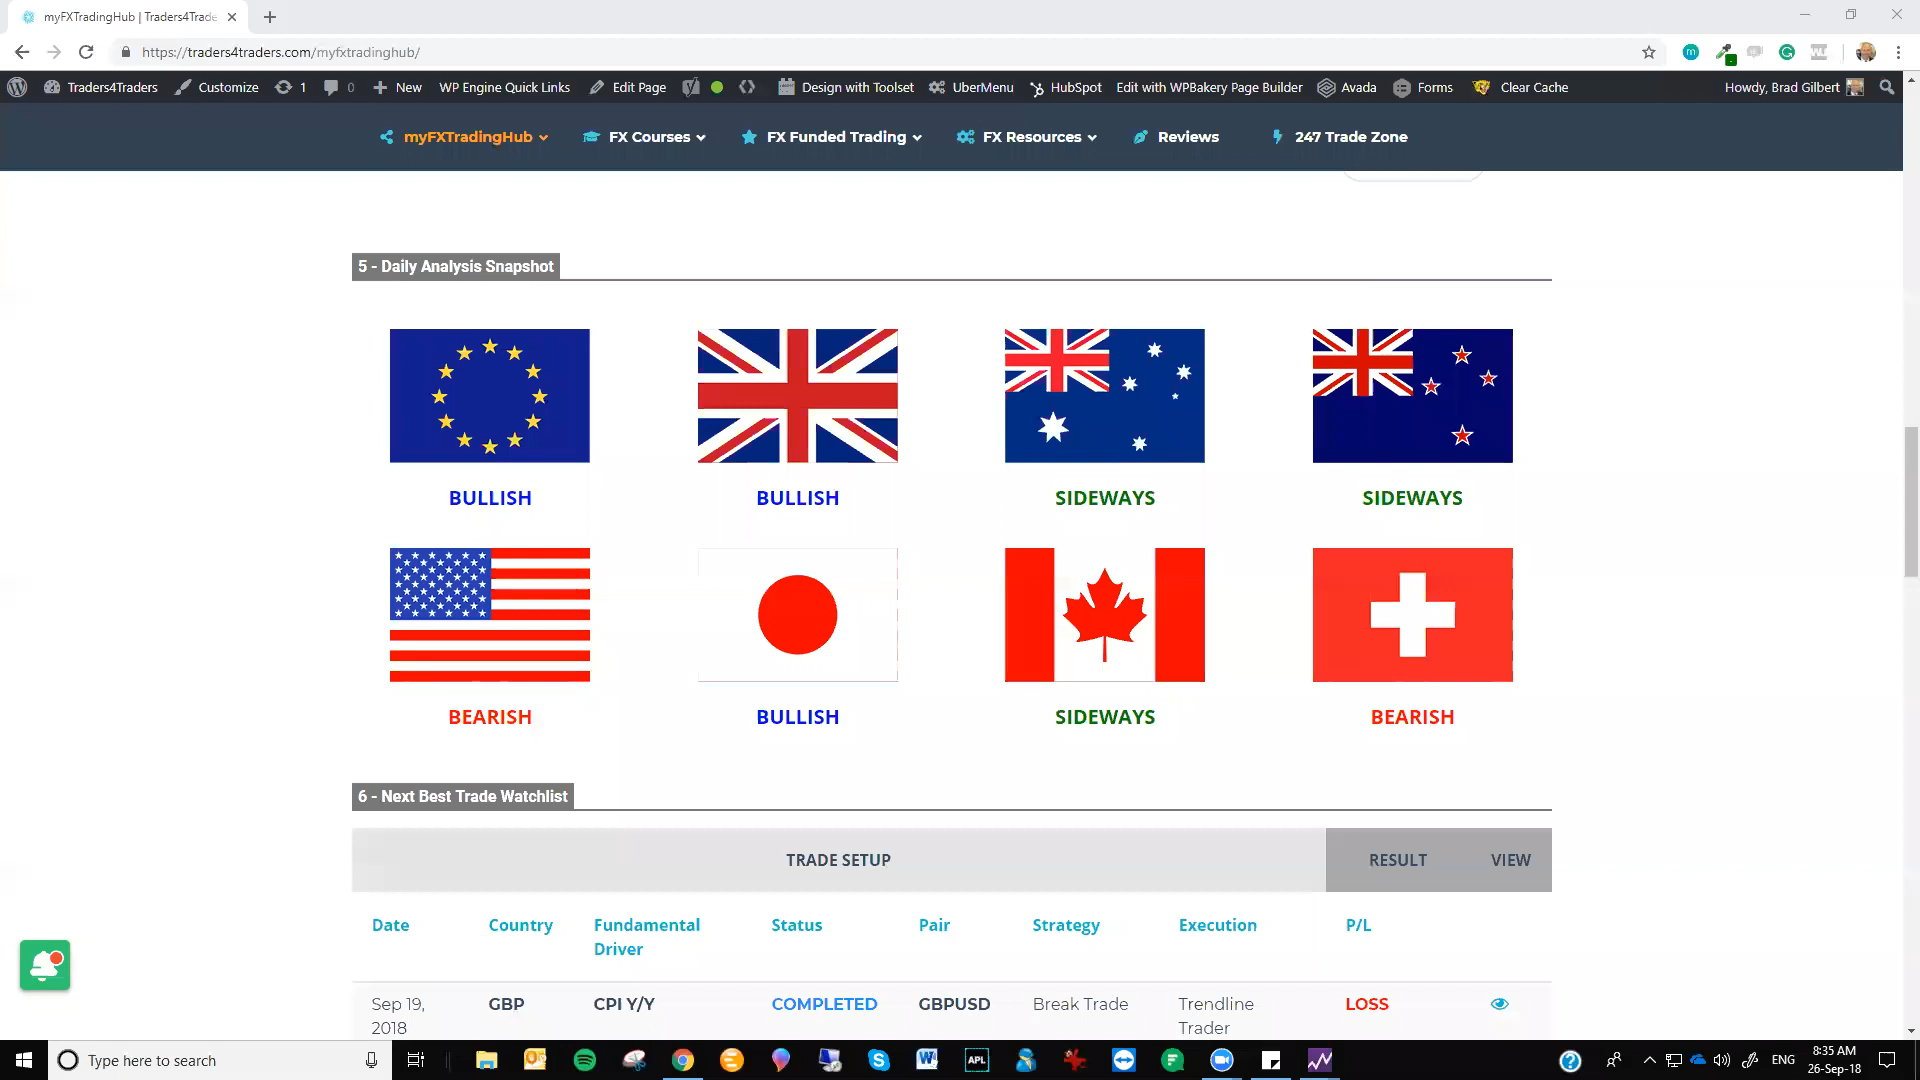 myFXTradingHub | Traders4Trade
https://traders4traders.com/myfxtradinghub/
Traders4Traders Customize 1 0 New WP Engine Quick Links Edit Page Design with Toolset UberMenu HubSpot Edit with WPBakery Page Builder Avada Forms Clear Cache Howdy, Brad Gilbert
myFXTradingHub FX Courses FX Funded Trading FX Resources Reviews 247 Trade Zone
5 - Daily Analysis Snapshot
BULLISH BULLISH SIDEWAYS SIDEWAYS
BEARISH BULLISH SIDEWAYS BEARISH
6 - Next Best Trade Watchlist
TRADE SETUP RESULT VIEW
Date Country Fundamental Status Pair Strategy Execution P/L
Driver
Sep 19, GBP CPI Y/Y COMPLETED GBPUSD Break Trade Trendline LOSS
2018 Trader
Type here to search APL ENG 8:35 AM
26-Sep-18